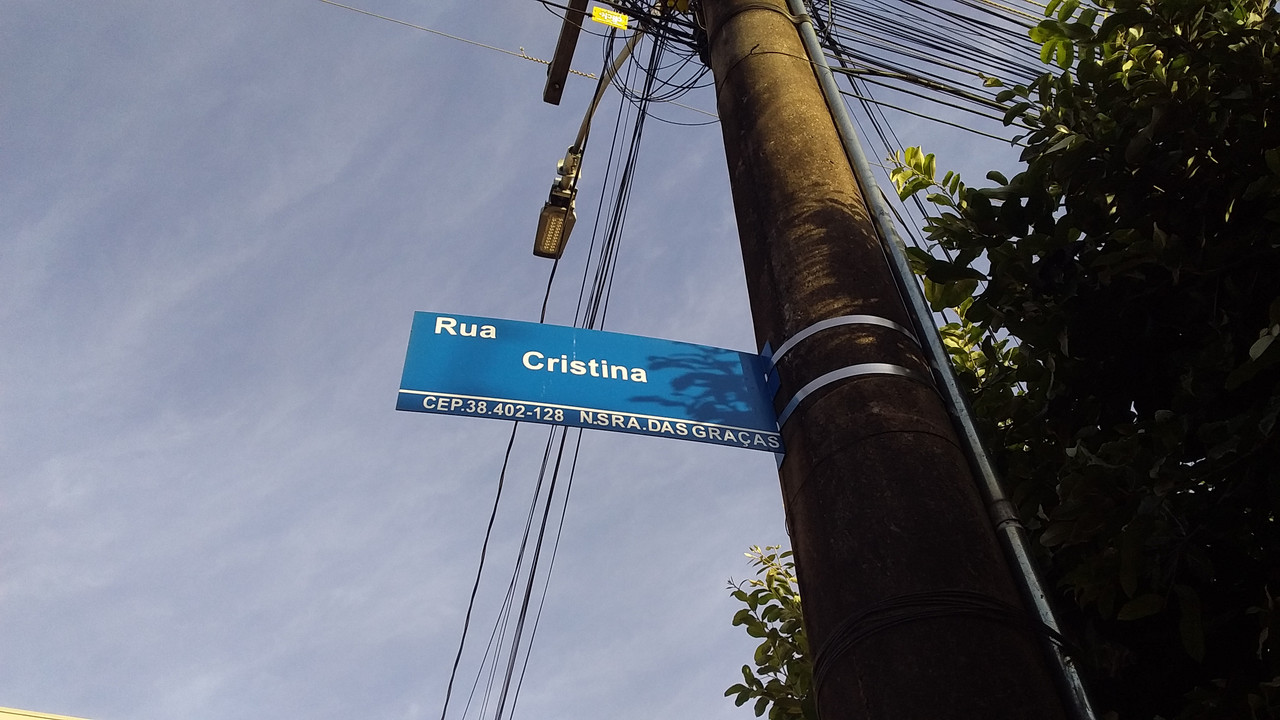 Rua
Cristina
CEP.38.402-128 N.SRA.DAS GRAÇAS